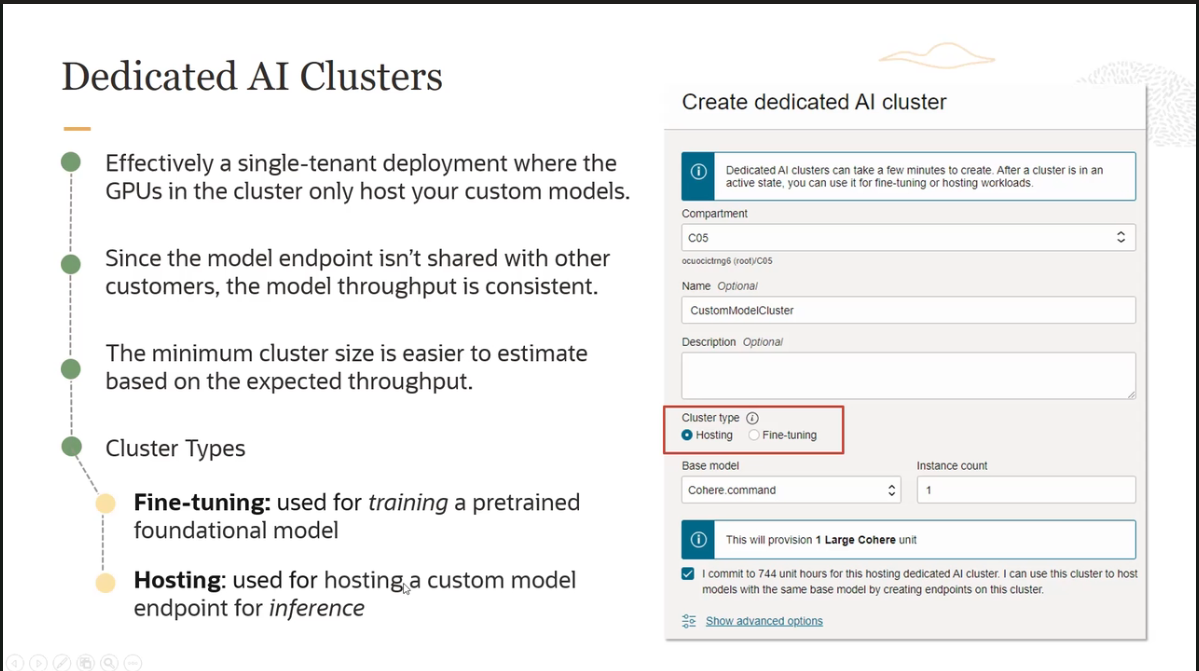 Dedicated AI Clusters
Effectively a single-tenant deployment where the
GPUs in the cluster only host your custom models.
Since the model endpoint isn’t shared with other
customers, the model throughput is consistent.
The minimum cluster size is easier to estimate
based on the expected throughput.
Cluster Types
Fine-tuning: used for training a pretrained
foundational model
Hosting: used for hosting a custom model
endpoint for inference
Create dedicated AI cluster
Dedicated AI clusters can take a few minutes to create. After a cluster is in an
active state, you can use it for fine-tuning or hosting workloads.
Compartment
C05
ocuocictrng6 (root)/C05
Name Optional
CustomModelCluster
Description Optional
Cluster type
Hosting Fine-tuning
Base model Instance count
Cohere.command 1
This will provision 1 Large Cohere unit
I commit to 744 unit hours for this hosting dedicated AI cluster. I can use this cluster to host
models with the same base model by creating endpoints on this cluster.
Show advanced options